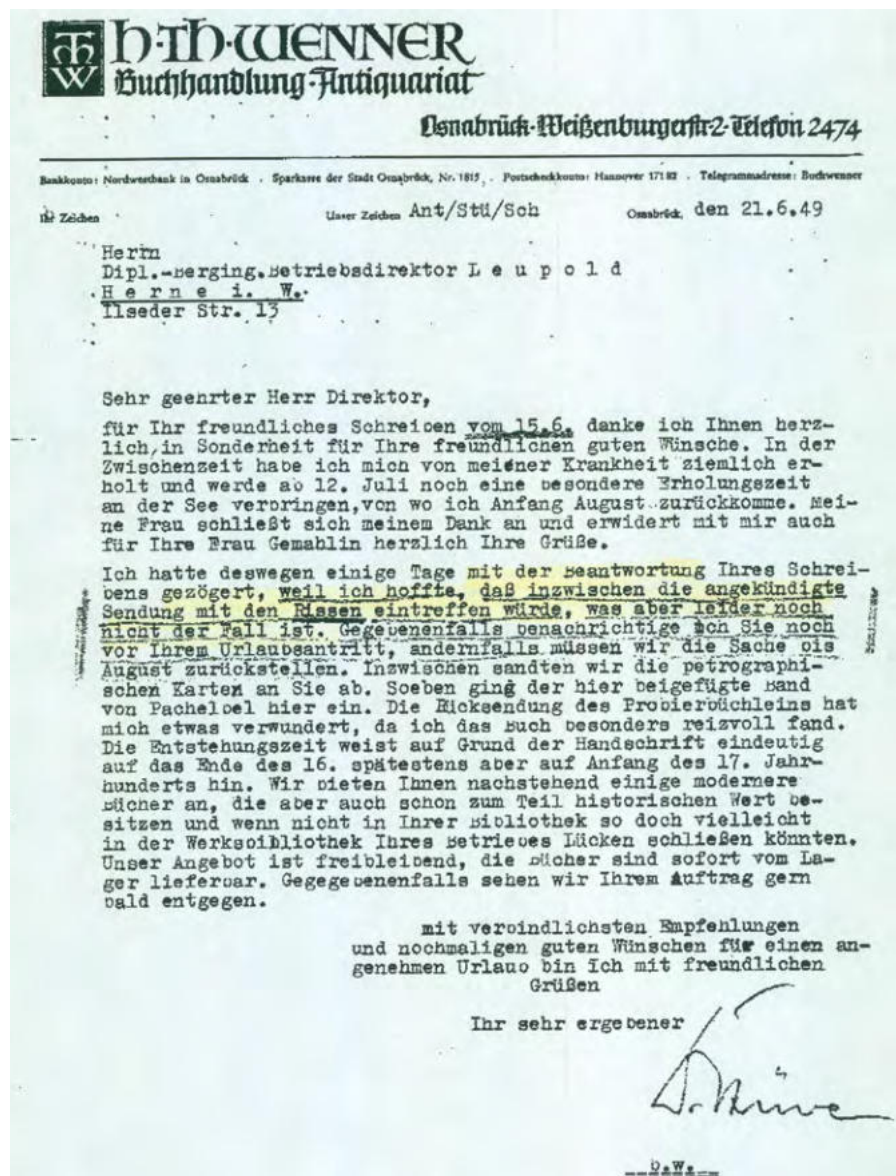 TH W
H·TH·WENNER
Buchhandlung·Antiquariat
Osnabrück·Weißenburgerstr·2·Telefon 2474
Bankkonto: Nordwestbank in Osnabrück . Sparkasse der Stadt Osnabrück, Nr. 1815, . Postscheckkonto: Hannover 17182 . Telegrammadresse: Buchwenner
Ihr Zeichen Unser Zeichen Ant/Stü/Sch Osnabrück, den 21.6.49
Herrn
Dipl.-Berging.Betriebsdirektor L e u p o l d
H e r n e i. W.
Ilseder Str. 13
Sehr geehrter Herr Direktor,
für Ihr freundliches Schreiben vom 15.6. danke ich Ihnen herz-
lich, in Sonderheit für Ihre freundlichen guten Wünsche. In der
Zwischenzeit habe ich mich von meiner Krankheit ziemlich er-
holt und werde ab 12. Juli noch eine besondere Erholungszeit
an der See verbringen,von wo ich Anfang August zurückkomme. Mei-
ne Frau schließt sich meinem Dank an und erwidert mit mir auch
für Ihre Frau Gemahlin herzlich Ihre Grüße.
Ich hatte deswegen einige Tage mit der Beantwortung Ihres Schrei-
bens gezögert, weil ich hoffte, daß inzwischen die angekündigte
Sendung mit den Rissen eintreffen würde, was aber leider noch
nicht der Fall ist. Gegebenenfalls benachrichtige ich Sie noch
vor Ihrem Urlaubsantritt, andernfalls müssen wir die Sache bis
August zurückstellen. Inzwischen sandten wir die petrographi-
schen Karten an Sie ab. Soeben ging der hier beigefügte Band
von Pachelbel hier ein. Die Rücksendung des Probierbüchleins hat
mich etwas verwundert, da ich das Buch besonders reizvoll fand.
Die Entstehungszeit weist auf Grund der Handschrift eindeutig
auf das Ende des 16. spätestens aber auf Anfang des 17. Jahr-
hunderts hin. Wir bieten Ihnen nachstehend einige modernere
Bücher an, die aber auch schon zum Teil historischen Wert be-
sitzen und wenn nicht in Ihrer Bibliothek so doch vielleicht
in der Werksbibliothek Ihres Betriebes Lücken schließen könnten.
Unser Angebot ist freibleibend, die Bücher sind sofort vom La-
ger lieferbar. Gegegebenenfalls sehen wir Ihrem Auftrag gern
bald entgegen.
mit verbindlichsten Empfehlungen
und nochmaligen guten Wünschen für einen an-
genehmen Urlaub bin Ich mit freundlichen
Grüßen
Ihr sehr ergebener
b.w.